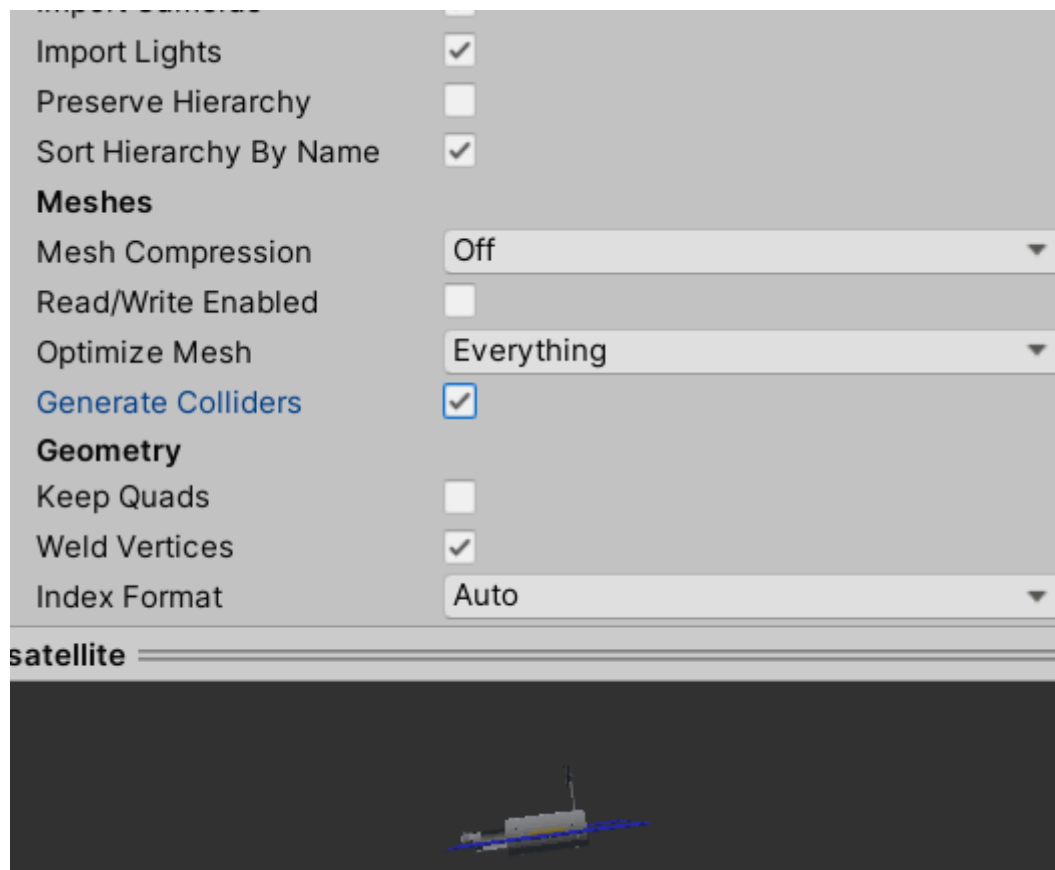 Import Lights
Preserve Hierarchy
Sort Hierarchy By Name
Meshes
Mesh Compression Off
Read/Write Enabled
Optimize Mesh Everything
Generate Colliders
Geometry
Keep Quads
Weld Vertices
Index Format Auto
satellite